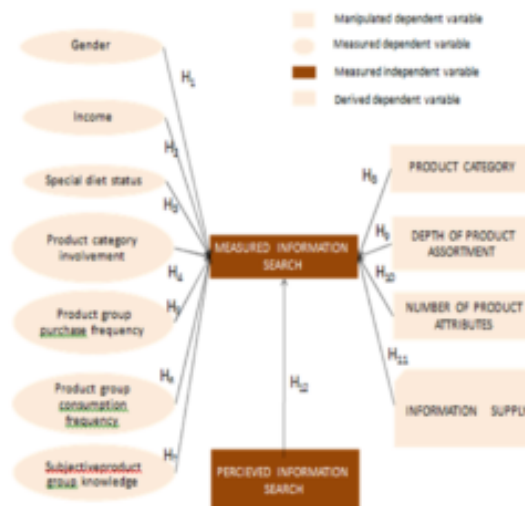 Manipulated dependent variable
Measured dependent variable
Measured independent variable
Derived dependent variable
Gender
Income
Special diet status
Product category
involvement
Product group
purchase frequency
Product group
consumption
frequency
Subjectiveproduct
group knowledge
H1
H2
H3
H4
H5
H6
H7
MEASURED INFORMATION
SEARCH
H12
PERCIEVED INFORMATION
SEARCH
H8
H9
H10
H11
PRODUCT CATEGORY
DEPTH OF PRODUCT
ASSORTMENT
NUMBER OF PRODUCT
ATTRIBUTES
INFORMATION SUPPLY